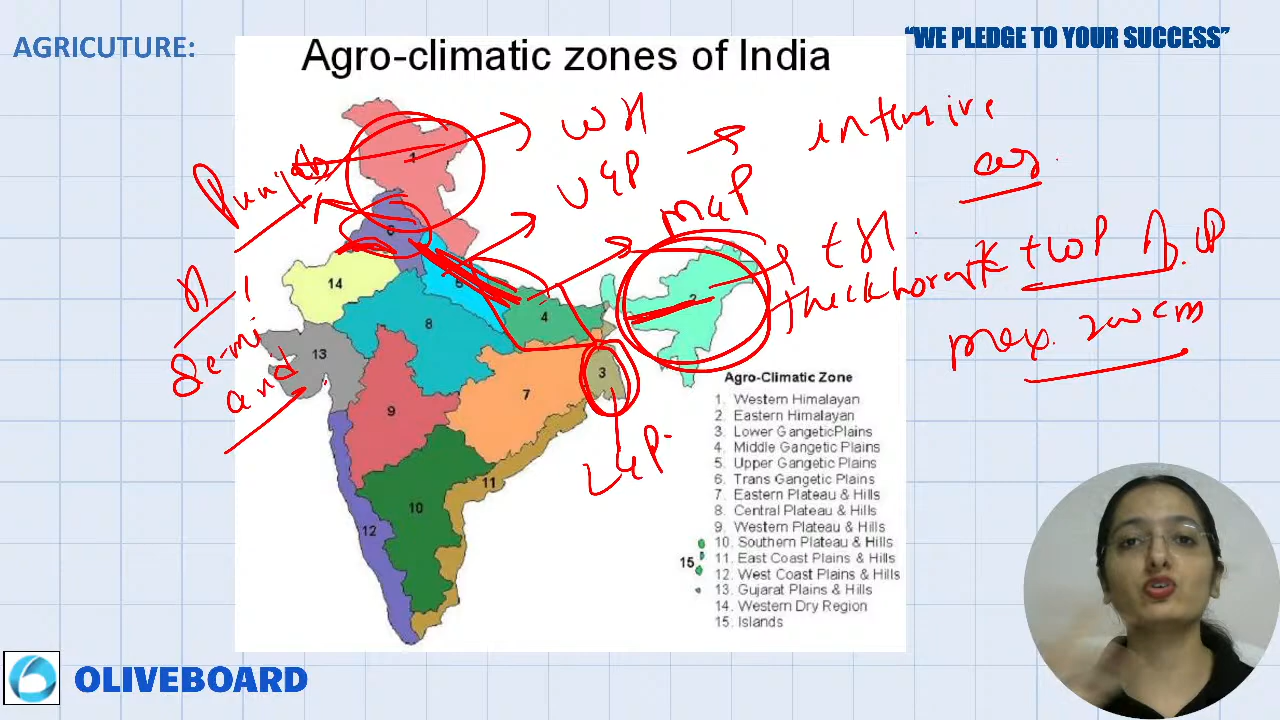 AGRICUTURE:
“WE PLEDGE TO YOUR SUCCESS”
Agro-climatic zones of India
WH
UGP
intensive
MGP
EH
Punjab
Semi
arid
max. 200 cm
LGP
1
6
5
14
4
2
8
13
3
7
9
11
10
12
15
Agro-Climatic Zone
1. Western Himalayan
2. Eastern Himalayan
3. Lower GangeticPlains
4. Middle Gangetic Plains
5. Upper Gangetic Plains
6. Trans Gangetic Plains
7. Eastern Plateau & Hills
8. Central Plateau & Hills
9. Western Plateau & Hills
10. Southern Plateau & Hills
11. East Coast Plains & Hills
12. West Coast Plains & Hills
13. Gujarat Plains & Hills
14. Western Dry Region
15. Islands
OLIVEBOARD